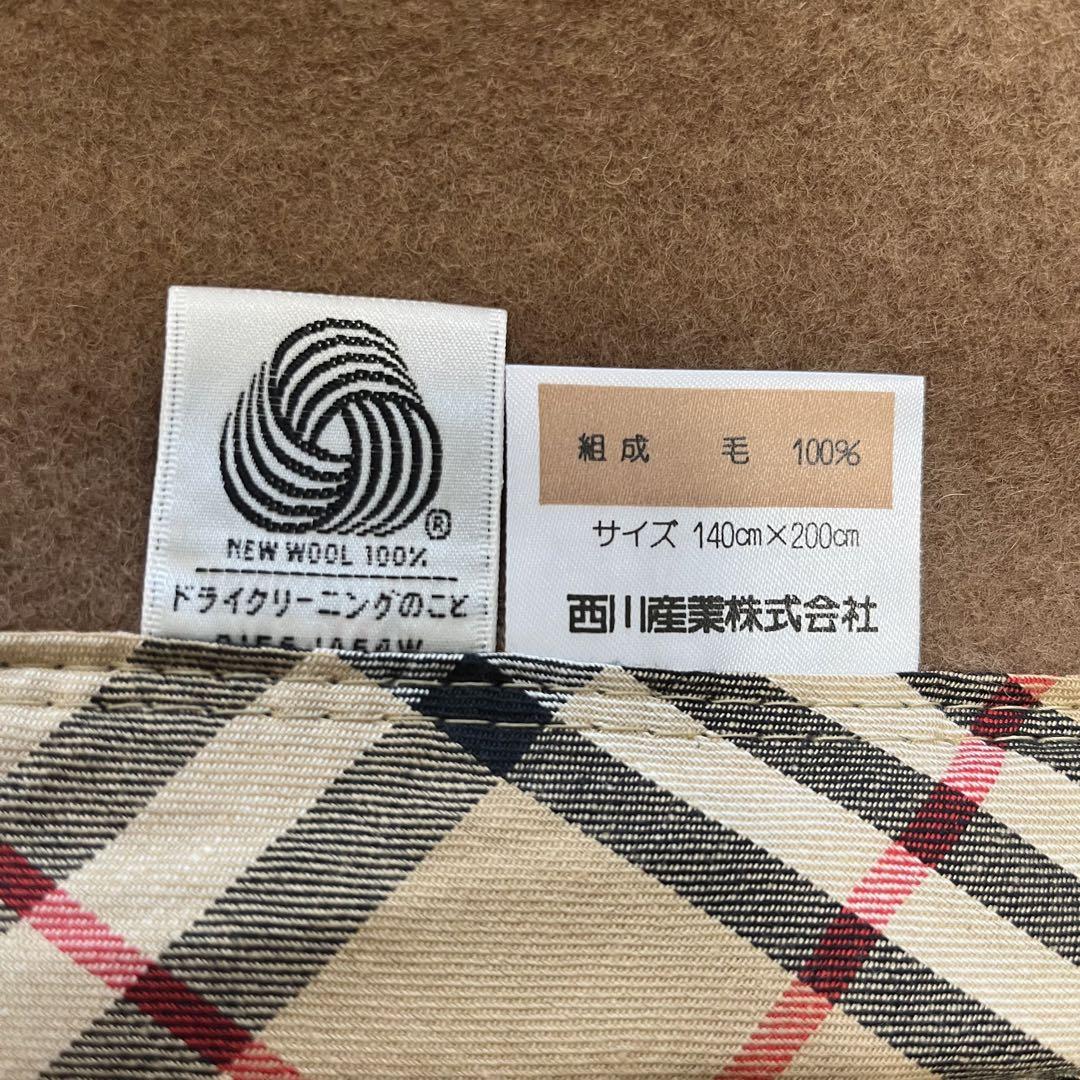 ®
NEW WOOL 100%
ドライクリーニングのこと
組成 毛 100%
サイズ 140cm×200cm
西川産業株式会社